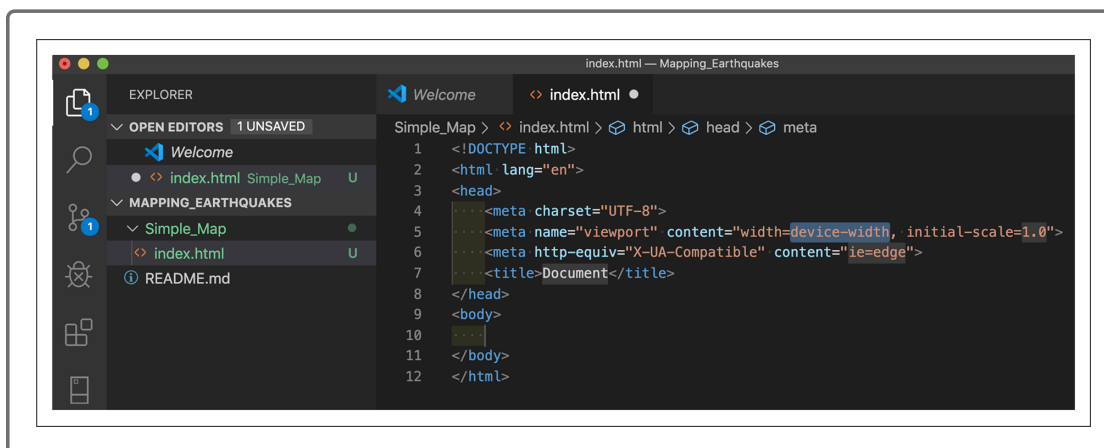 index.html — Mapping_Earthquakes
EXPLORER
OPEN EDITORS 1 UNSAVED
Welcome
index.html Simple_Map U
MAPPING_EARTHQUAKES
Simple_Map
index.html U
README.md
1
1
Welcome
index.html
Simple_Map > index.html > html > head > meta
1 <!DOCTYPE html>
2 <html lang="en">
3 <head>
4 <meta charset="UTF-8">
5 <meta name="viewport" content="width=device-width, initial-scale=1.0">
6 <meta http-equiv="X-UA-Compatible" content="ie=edge">
7 <title>Document</title>
8 </head>
9 <body>
10
11 </body>
12 </html>